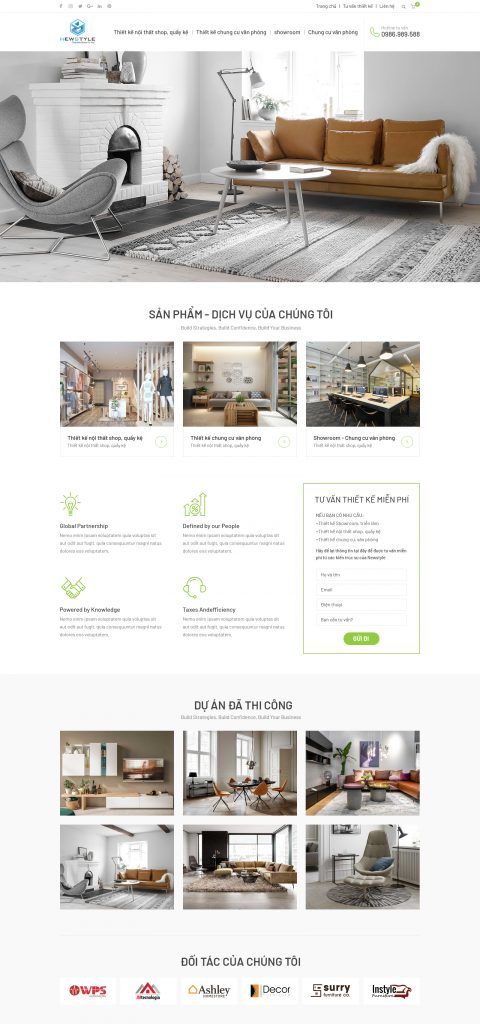 Trang chủ | Tư vấn thiết kế | Liên hệ
0
NEWSTYLE
Thiết kế nội thất shop, quầy kệ | Thiết kế chung cư văn phòng | showroom | Chung cư văn phòng
Hotline tư vấn
0986.989.588
SẢN PHẨM - DỊCH VỤ CỦA CHÚNG TÔI
Build Strategies, Build Confidence, Build Your Business
Thiết kế nội thất shop, quầy kệ
Thiết kế nội thất shop, quầy kệ
Thiết kế chung cư văn phòng
Thiết kế nội thất shop, quầy kệ
Showroom - Chung cư văn phòng
Thiết kế nội thất shop, quầy kệ
Global Partnership
Nemo enim ipsam voluptatem quia voluptas sit
aut odit aut fugit, quia consequuntur magni natus
dolores eos voluptatem.
Defined by our People
Nemo enim ipsam voluptatem quia voluptas sit
aut odit aut fugit, quia consequuntur magni natus
dolores eos voluptatem.
Powered by Knowledge
Nemo enim ipsam voluptatem quia voluptas sit
aut odit aut fugit, quia consequuntur magni natus
dolores eos voluptatem.
Taxes Andefficiency
Nemo enim ipsam voluptatem quia voluptas sit
aut odit aut fugit, quia consequuntur magni natus
dolores eos voluptatem.
TƯ VẤN THIẾT KẾ MIỄN PHÍ
NẾU BẠN CÓ NHU CẦU:
-Thiết kế Showroom, triển lãm
-Thiết kế nội thất shop, quầy kệ
-Thiết kế chung cư, văn phòng
Hãy để lại thông tin tại đây để được tư vấn miễn
phí từ các kiến trúc sư của Newstyle
Họ và tên
Email
Điện thoại
Bạn cần tư vấn?
GỬI ĐI
DỰ ÁN ĐÃ THI CÔNG
Build Strategies, Build Confidence, Build Your Business
ĐỐI TÁC CỦA CHÚNG TÔI
WPS
Ashley
HOMESTORE
Decor
Surry
furniture co.
Instyle
Furniture